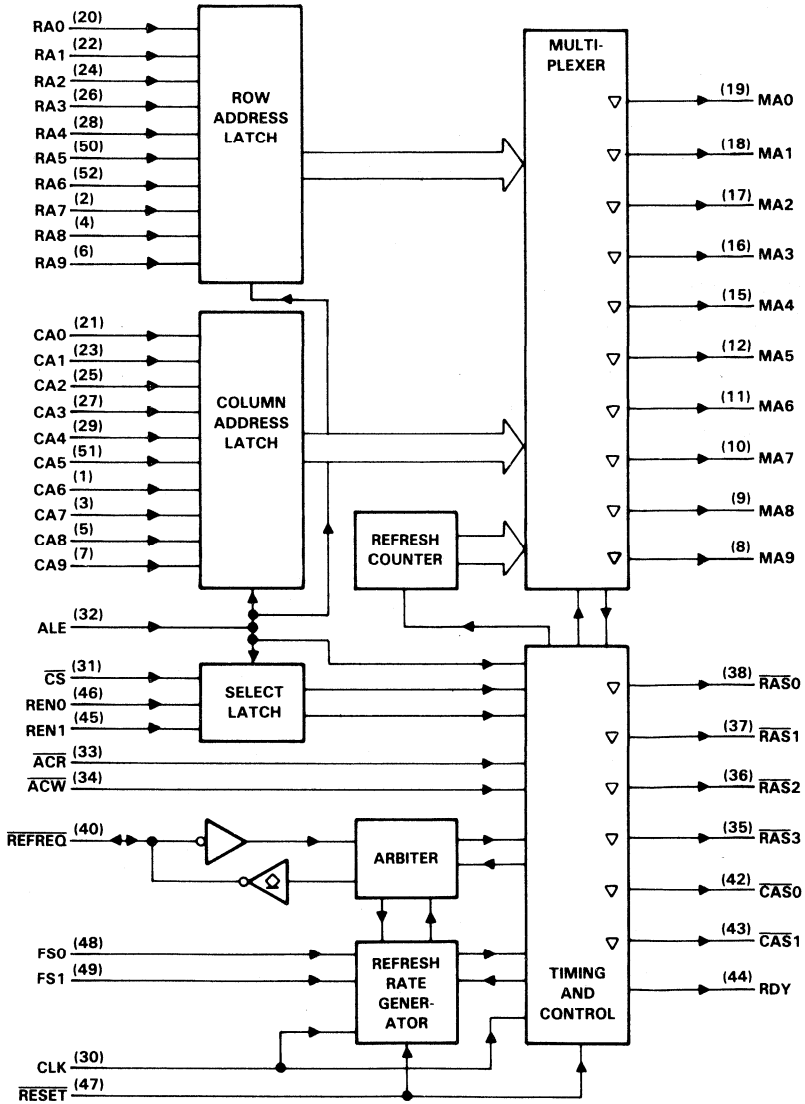 RA0 (20)
RA1 (22)
RA2 (24)
RA3 (26)
RA4 (28)
RA5 (50)
RA6 (52)
RA7 (2)
RA8 (4)
RA9 (6)
ROW
ADDRESS
LATCH
CA0 (21)
CA1 (23)
CA2 (25)
CA3 (27)
CA4 (29)
CA5 (51)
CA6 (1)
CA7 (3)
CA8 (5)
CA9 (7)
COLUMN
ADDRESS
LATCH
REFRESH
COUNTER
MULTI-
PLEXER
(19) MA0
(18) MA1
(17) MA2
(16) MA3
(15) MA4
(12) MA5
(11) MA6
(10) MA7
(9) MA8
(8) MA9
ALE (32)
CS (31)
REN0 (46)
REN1 (45)
SELECT
LATCH
ACR (33)
ACW (34)
REFREQ (40)
ARBITER
FS0 (48)
FS1 (49)
REFRESH
RATE
GENER-
ATOR
CLK (30)
RESET (47)
TIMING
AND
CONTROL
(38) RAS0
(37) RAS1
(36) RAS2
(35) RAS3
(42) CAS0
(43) CAS1
(44) RDY